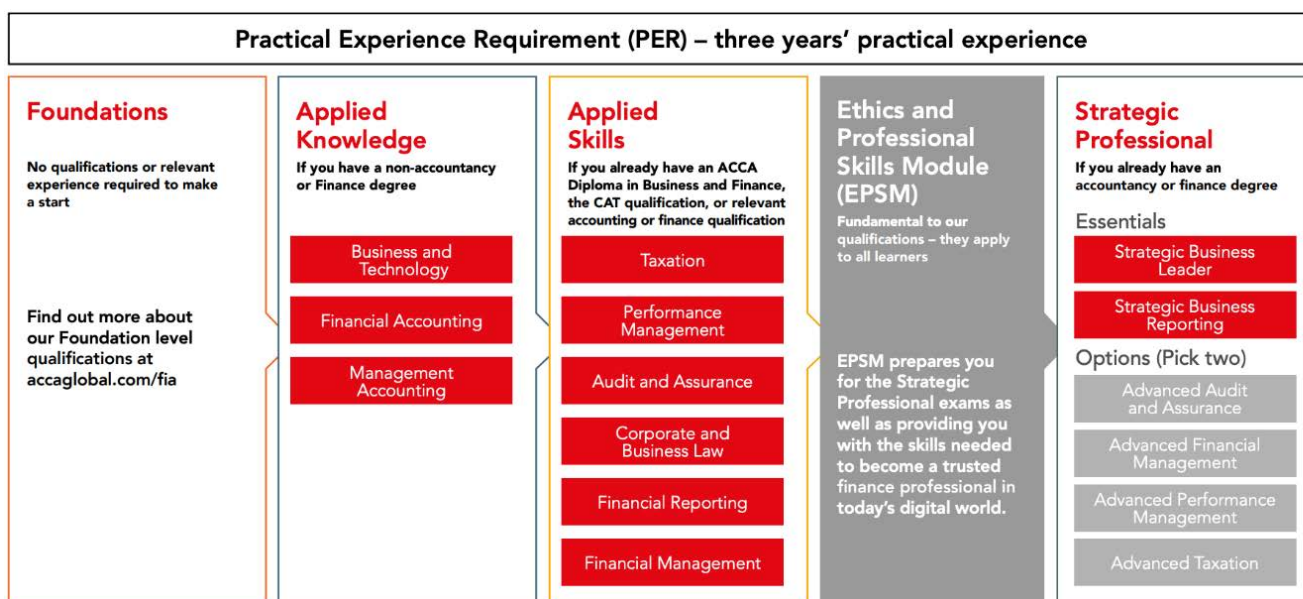 Practical Experience Requirement (PER) – three years’ practical experience
Foundations
No qualifications or relevant
experience required to make
a start
Find out more about
our Foundation level
qualifications at
accaglobal.com/fia
Applied
Knowledge
If you have a non-accountancy
or Finance degree
Business and
Technology
Financial Accounting
Management
Accounting
Applied
Skills
If you already have an ACCA
Diploma in Business and Finance,
the CAT qualification, or relevant
accounting or finance qualification
Taxation
Performance
Management
Audit and Assurance
Corporate and
Business Law
Financial Reporting
Financial Management
Ethics and
Professional
Skills Module
(EPSM)
Fundamental to our
qualifications – they apply
to all learners
EPSM prepares you
for the Strategic
Professional exams as
well as providing you
with the skills needed
to become a trusted
finance professional in
today’s digital world.
Strategic
Professional
If you already have an
accountancy or finance degree
Essentials
Strategic Business
Leader
Strategic Business
Reporting
Options (Pick two)
Advanced Audit
and Assurance
Advanced Financial
Management
Advanced Performance
Management
Advanced Taxation